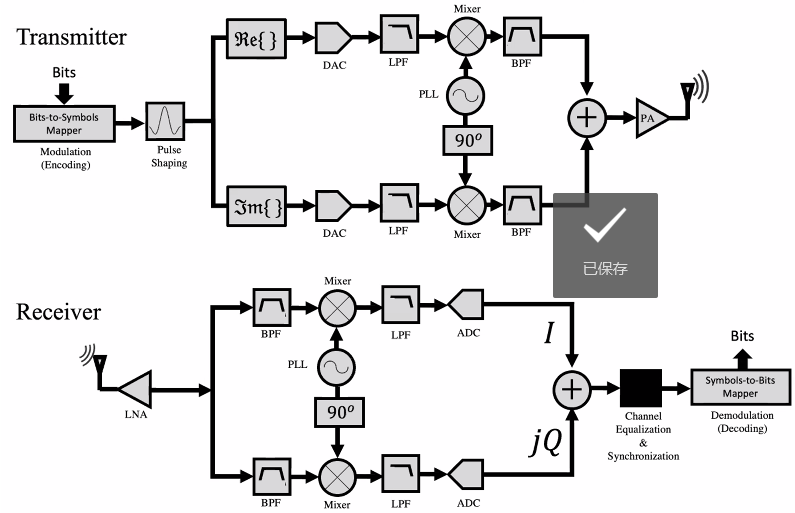 Transmitter
Bits
Bits-to-Symbols
Mapper
Modulation
(Encoding)
Pulse
Shaping
ℜe{ }
DAC
LPF
Mixer
BPF
PLL
90º
PA
ℑm{ }
DAC
LPF
Mixer
BPF
已保存
Receiver
LNA
BPF
Mixer
LPF
ADC
I
PLL
90º
BPF
Mixer
LPF
ADC
jQ
Channel
Equalization
&
Synchronization
Bits
Symbols-to-Bits
Mapper
Demodulation
(Decoding)